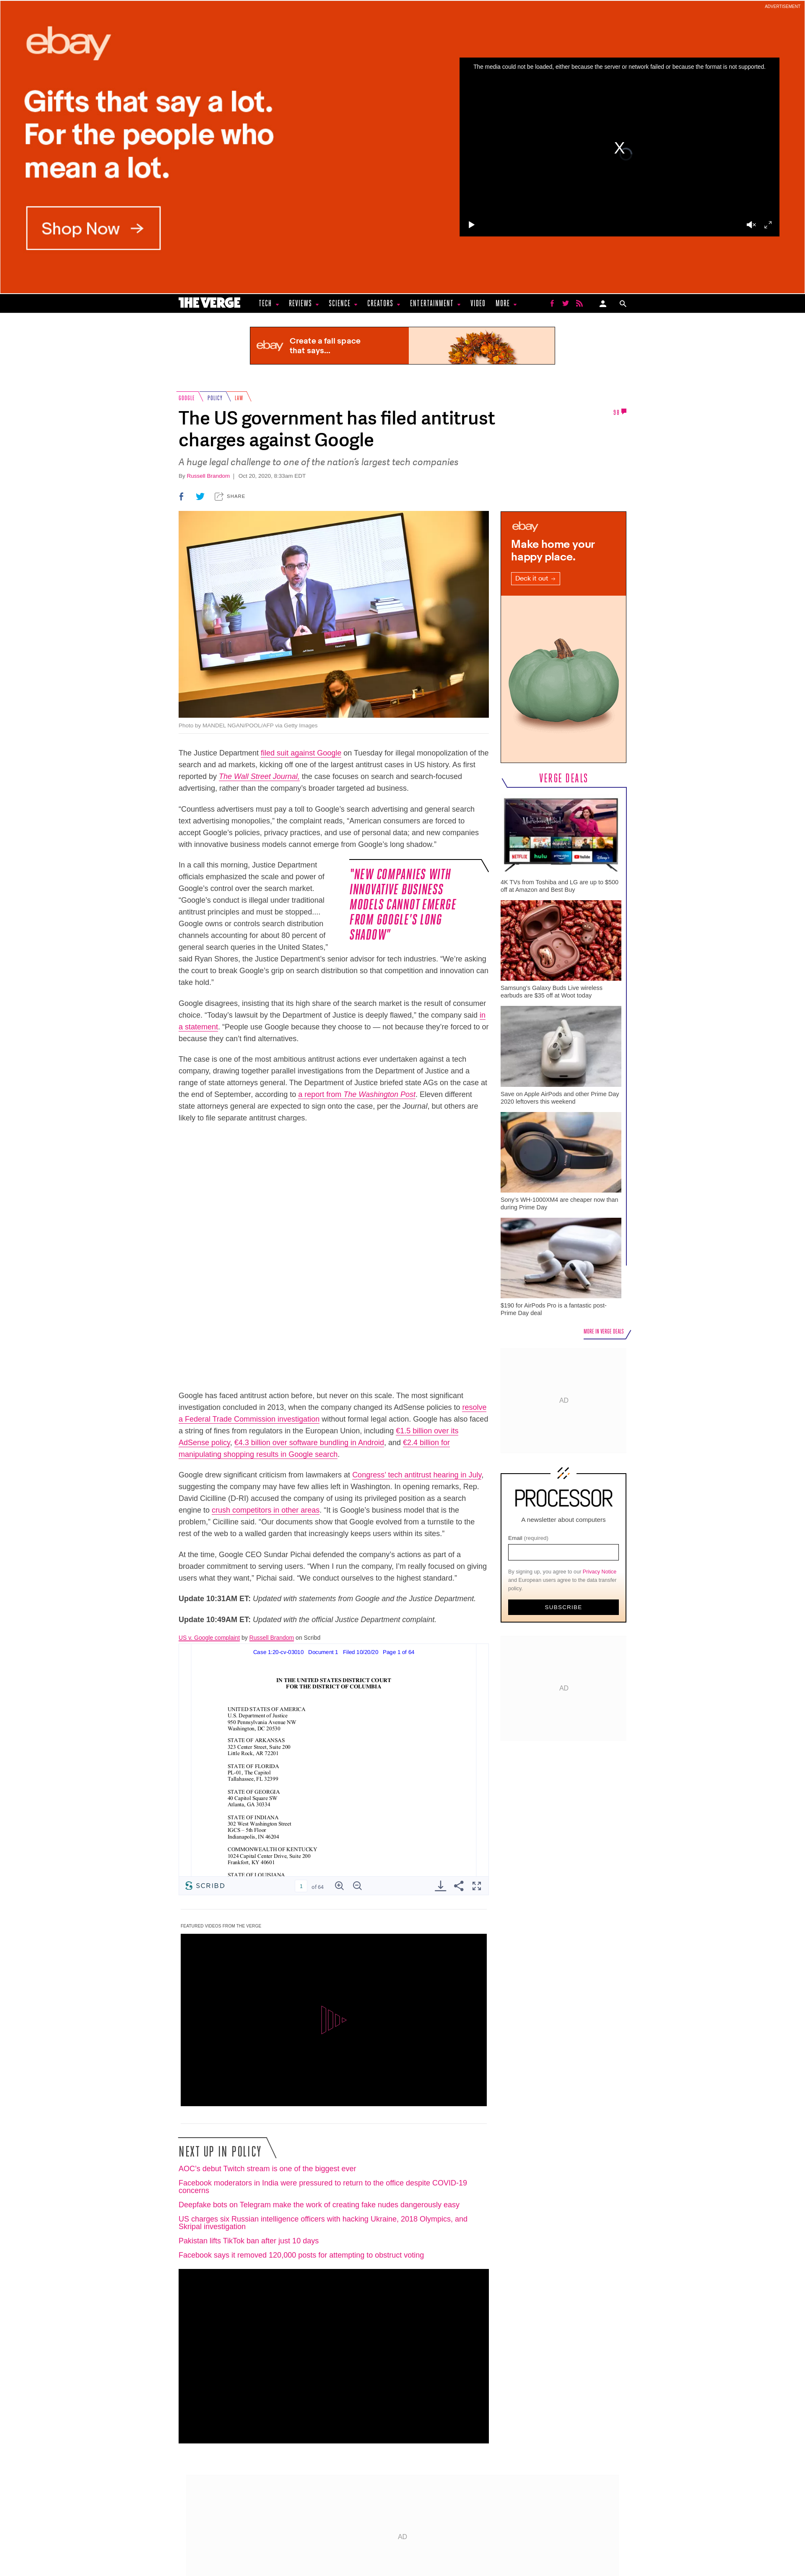 ADVERTISEMENT
ebay
Gifts that say a lot.
For the people who
mean a lot.
Shop Now →
The media could not be loaded, either because the server or network failed or because the format is not supported.
X
THE VERGE
TECH
REVIEWS
SCIENCE
CREATORS
ENTERTAINMENT
VIDEO
MORE
ebay
Create a fall space
that says...
GOOGLE
POLICY
LAW
The US government has filed antitrust
charges against Google
A huge legal challenge to one of the nation's largest tech companies
By Russell Brandom | Oct 20, 2020, 8:33am EDT
SHARE
Photo by MANDEL NGAN/POOL/AFP via Getty Images
The Justice Department filed suit against Google on Tuesday for illegal monopolization of the
search and ad markets, kicking off one of the largest antitrust cases in US history. As first
reported by The Wall Street Journal, the case focuses on search and search-focused
advertising, rather than the company's broader targeted ad business.
“Countless advertisers must pay a toll to Google's search advertising and general search
text advertising monopolies,” the complaint reads, “American consumers are forced to
accept Google's policies, privacy practices, and use of personal data; and new companies
with innovative business models cannot emerge from Google's long shadow.”
In a call this morning, Justice Department
officials emphasized the scale and power of
Google's control over the search market.
“Google's conduct is illegal under traditional
antitrust principles and must be stopped....
Google owns or controls search distribution
channels accounting for about 80 percent of
general search queries in the United States,”
said Ryan Shores, the Justice Department's senior advisor for tech industries. “We're asking
the court to break Google's grip on search distribution so that competition and innovation can
take hold.”
"NEW COMPANIES WITH
INNOVATIVE BUSINESS
MODELS CANNOT EMERGE
FROM GOOGLE'S LONG
SHADOW"
Google disagrees, insisting that its high share of the search market is the result of consumer
choice. “Today's lawsuit by the Department of Justice is deeply flawed,” the company said in
a statement. “People use Google because they choose to — not because they're forced to or
because they can't find alternatives.
The case is one of the most ambitious antitrust actions ever undertaken against a tech
company, drawing together parallel investigations from the Department of Justice and a
range of state attorneys general. The Department of Justice briefed state AGs on the case at
the end of September, according to a report from The Washington Post. Eleven different
state attorneys general are expected to sign onto the case, per the Journal, but others are
likely to file separate antitrust charges.
Google has faced antitrust action before, but never on this scale. The most significant
investigation concluded in 2013, when the company changed its AdSense policies to resolve
a Federal Trade Commission investigation without formal legal action. Google has also faced
a string of fines from regulators in the European Union, including €1.5 billion over its
AdSense policy, €4.3 billion over software bundling in Android, and €2.4 billion for
manipulating shopping results in Google search.
Google drew significant criticism from lawmakers at Congress' tech antitrust hearing in July,
suggesting the company may have few allies left in Washington. In opening remarks, Rep.
David Cicilline (D-RI) accused the company of using its privileged position as a search
engine to crush competitors in other areas. “It is Google's business model that is the
problem,” Cicilline said. “Our documents show that Google evolved from a turnstile to the
rest of the web to a walled garden that increasingly keeps users within its sites.”
At the time, Google CEO Sundar Pichai defended the company's actions as part of a
broader commitment to serving users. “When I run the company, I'm really focused on giving
users what they want,” Pichai said. “We conduct ourselves to the highest standard.”
Update 10:31AM ET: Updated with statements from Google and the Justice Department.
Update 10:49AM ET: Updated with the official Justice Department complaint.
US v. Google complaint by Russell Brandom on Scribd
Case 1:20-cv-03010 Document 1 Filed 10/20/20 Page 1 of 64
IN THE UNITED STATES DISTRICT COURT
FOR THE DISTRICT OF COLUMBIA
UNITED STATES OF AMERICA
U.S. Department of Justice
950 Pennsylvania Avenue NW
Washington, DC 20530
STATE OF ARKANSAS
323 Center Street, Suite 200
Little Rock, AR 72201
STATE OF FLORIDA
PL-01, The Capitol
Tallahassee, FL 32399
STATE OF GEORGIA
40 Capitol Square SW
Atlanta, GA 30334
STATE OF INDIANA
302 West Washington Street
IGCS – 5th Floor
Indianapolis, IN 46204
COMMONWEALTH OF KENTUCKY
1024 Capital Center Drive, Suite 200
Frankfort, KY 40601
STATE OF LOUISIANA
SCRIBD
1 of 64
FEATURED VIDEOS FROM THE VERGE
NEXT UP IN POLICY
AOC's debut Twitch stream is one of the biggest ever
Facebook moderators in India were pressured to return to the office despite COVID-19
concerns
Deepfake bots on Telegram make the work of creating fake nudes dangerously easy
US charges six Russian intelligence officers with hacking Ukraine, 2018 Olympics, and
Skripal investigation
Pakistan lifts TikTok ban after just 10 days
Facebook says it removed 120,000 posts for attempting to obstruct voting
ebay
Make home your
happy place.
Deck it out →
VERGE DEALS
NETFLIX
hulu
YouTube
Disney+
4K TVs from Toshiba and LG are up to $500
off at Amazon and Best Buy
Samsung's Galaxy Buds Live wireless
earbuds are $35 off at Woot today
Save on Apple AirPods and other Prime Day
2020 leftovers this weekend
Sony's WH-1000XM4 are cheaper now than
during Prime Day
$190 for AirPods Pro is a fantastic post-
Prime Day deal
MORE IN VERGE DEALS
AD
PROCESSOR
A newsletter about computers
Email (required)
By signing up, you agree to our Privacy Notice
and European users agree to the data transfer
policy.
SUBSCRIBE
AD
AD